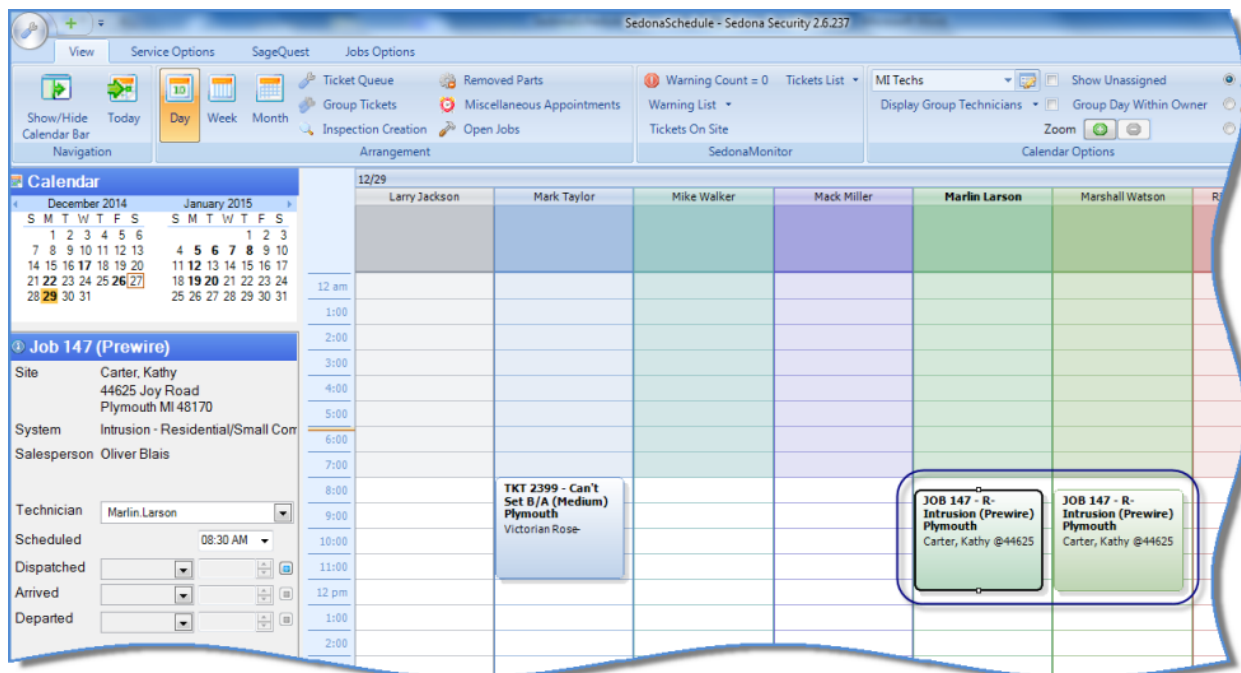 SedonaSchedule - Sedona Security 2.6.237
View Service Options SageQuest Jobs Options
Show/Hide Calendar Bar
Today
Navigation
10
Day
Week
Month
Ticket Queue
Group Tickets
Inspection Creation
Removed Parts
Miscellaneous Appointments
Open Jobs
Arrangement
Warning Count = 0 Tickets List
Warning List
Tickets On Site
SedonaMonitor
MI Techs
Display Group Technicians
Show Unassigned
Group Day Within Owner
Zoom
Calendar Options
Calendar
December 2014
S M T W T F S
1 2 3 4 5 6
7 8 9 10 11 12 13
14 15 16 17 18 19 20
21 22 23 24 25 26 27
28 29 30 31
January 2015
S M T W T F S
1 2 3
4 5 6 7 8 9 10
11 12 13 14 15 16 17
18 19 20 21 22 23 24
25 26 27 28 29 30 31
Job 147 (Prewire)
Site Carter, Kathy
44625 Joy Road
Plymouth MI 48170
System Intrusion - Residential/Small Com
Salesperson Oliver Blais
Technician Marlin.Larson
Scheduled 08:30 AM
Dispatched
Arrived
Departed
12/29
Larry Jackson Mark Taylor Mike Walker Mack Miller Marlin Larson Marshall Watson
12 am
1:00
2:00
3:00
4:00
5:00
6:00
7:00
8:00
9:00
10:00
11:00
12 pm
1:00
2:00
TKT 2399 - Can't
Set B/A (Medium)
Plymouth
Victorian Rose-
JOB 147 - R-
Intrusion (Prewire)
Plymouth
Carter, Kathy @44625
JOB 147 - R-
Intrusion (Prewire)
Plymouth
Carter, Kathy @44625